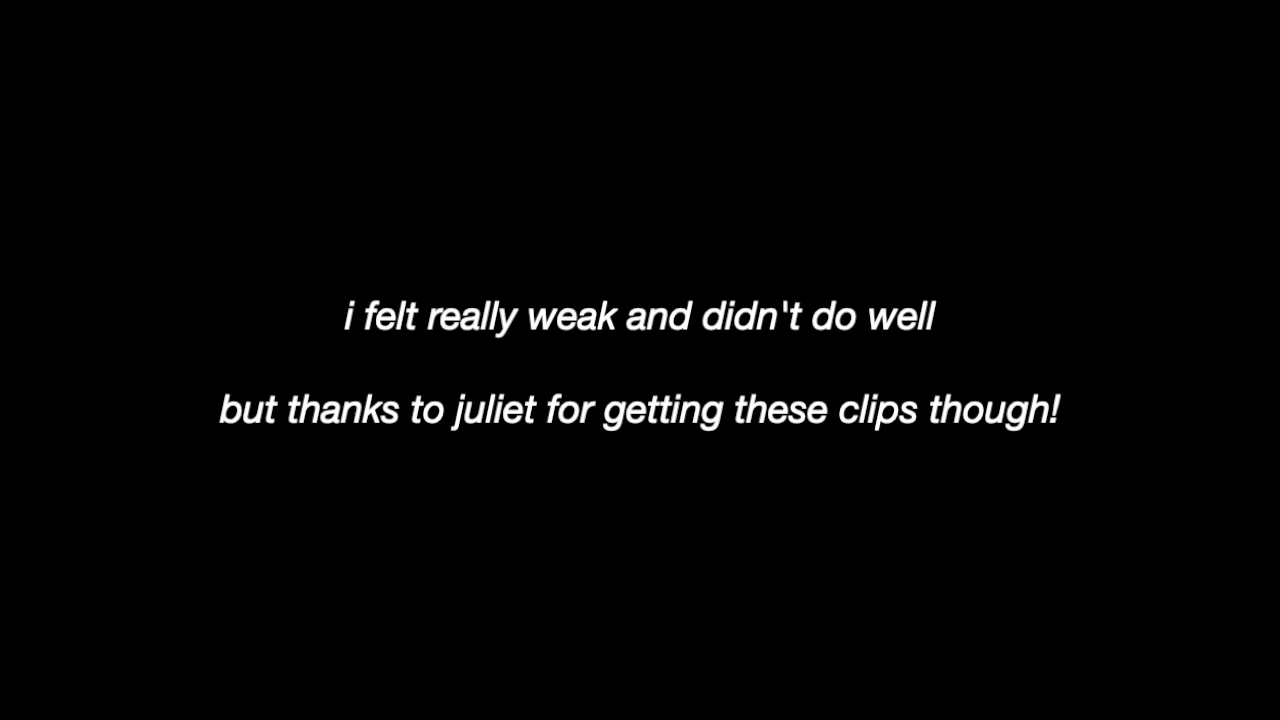 i felt really weak and didn't do well
but thanks to juliet for getting these clips though!